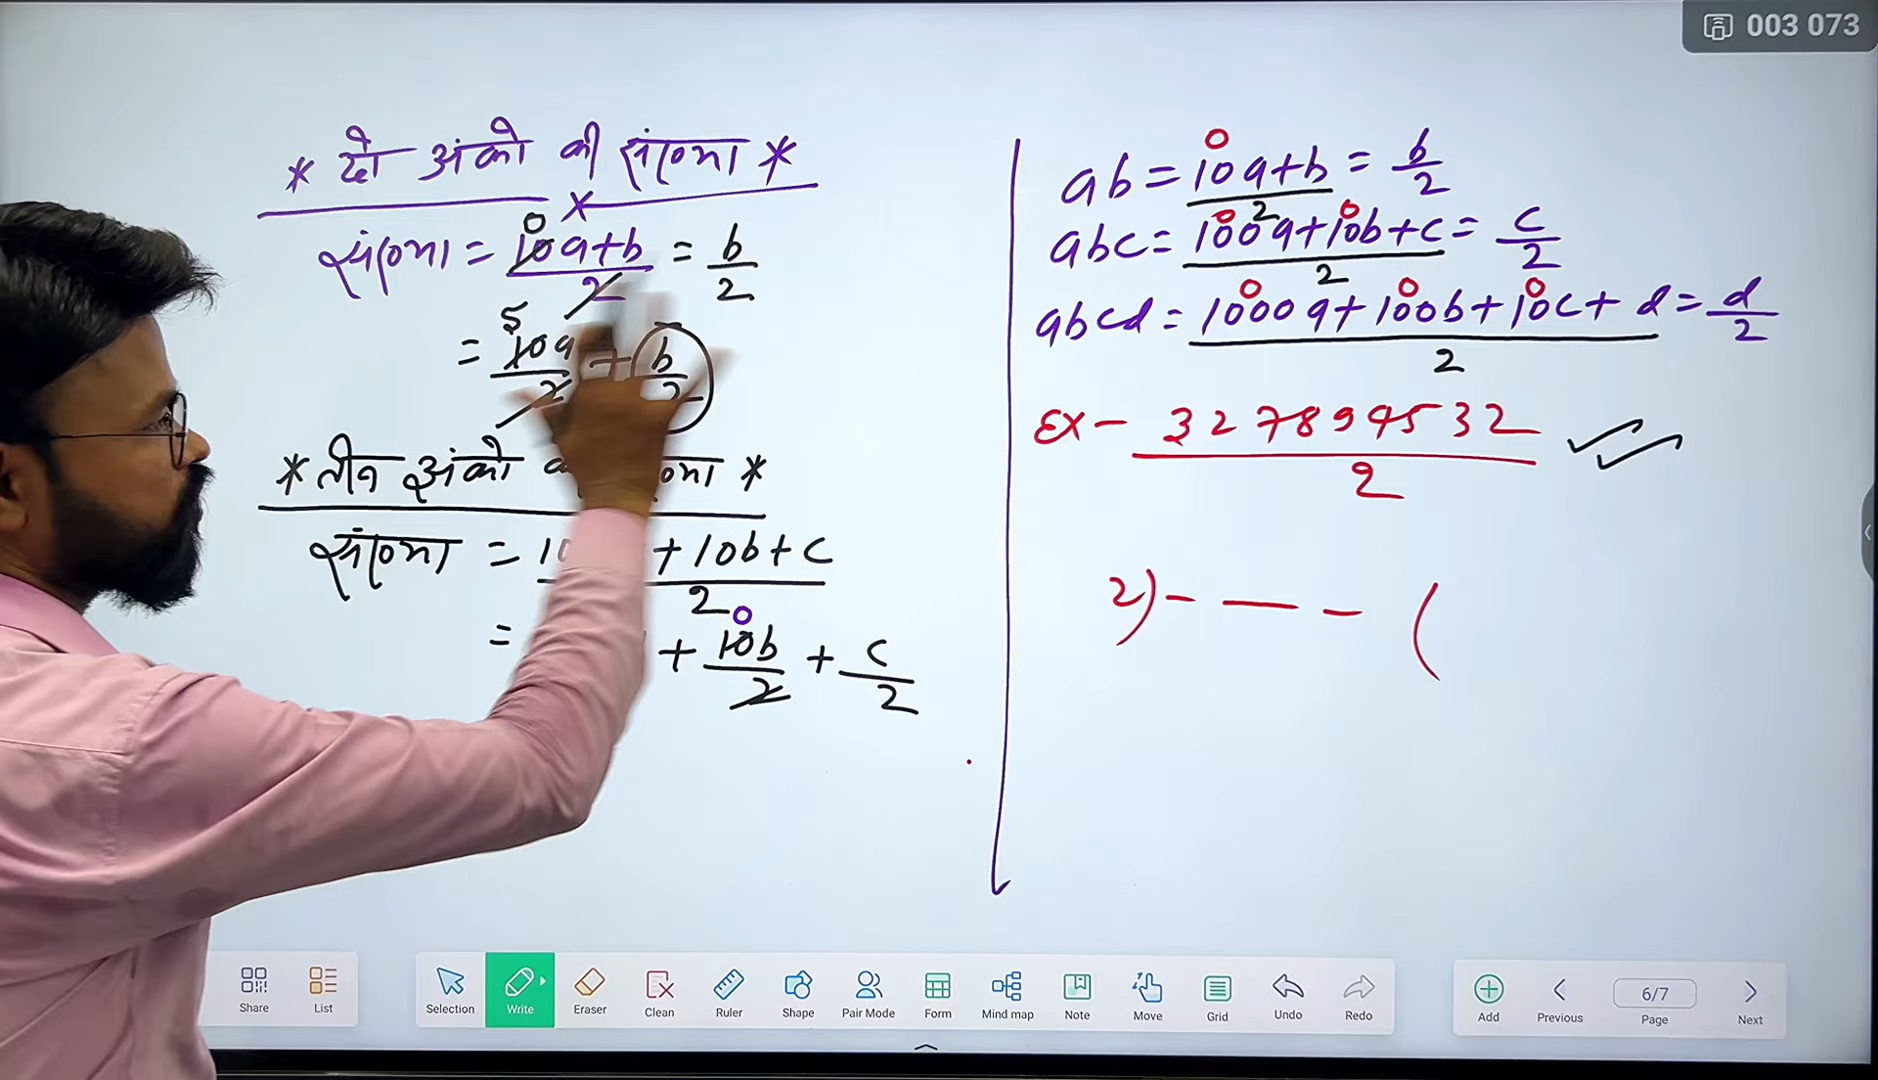 003 073
* दो अंको की संख्या *
संख्या = 10a+b / 2 = b/2
= 10a/2 + b/2
* तीन अंको
संख्या = + 10b + c / 2
= + 10b/2 + c/2
ab = 10a+b / 2 = b/2
abc = 100a+10b+c / 2 = c/2
abcd = 1000a+100b+10c+d / 2 = d/2
Ex - 327894532 / 2
2)- — - (
Share List Selection Write Eraser Clean Ruler Shape Pair Mode Form Mind map Note Move Grid Undo Redo Add Previous 6/7 Page Next